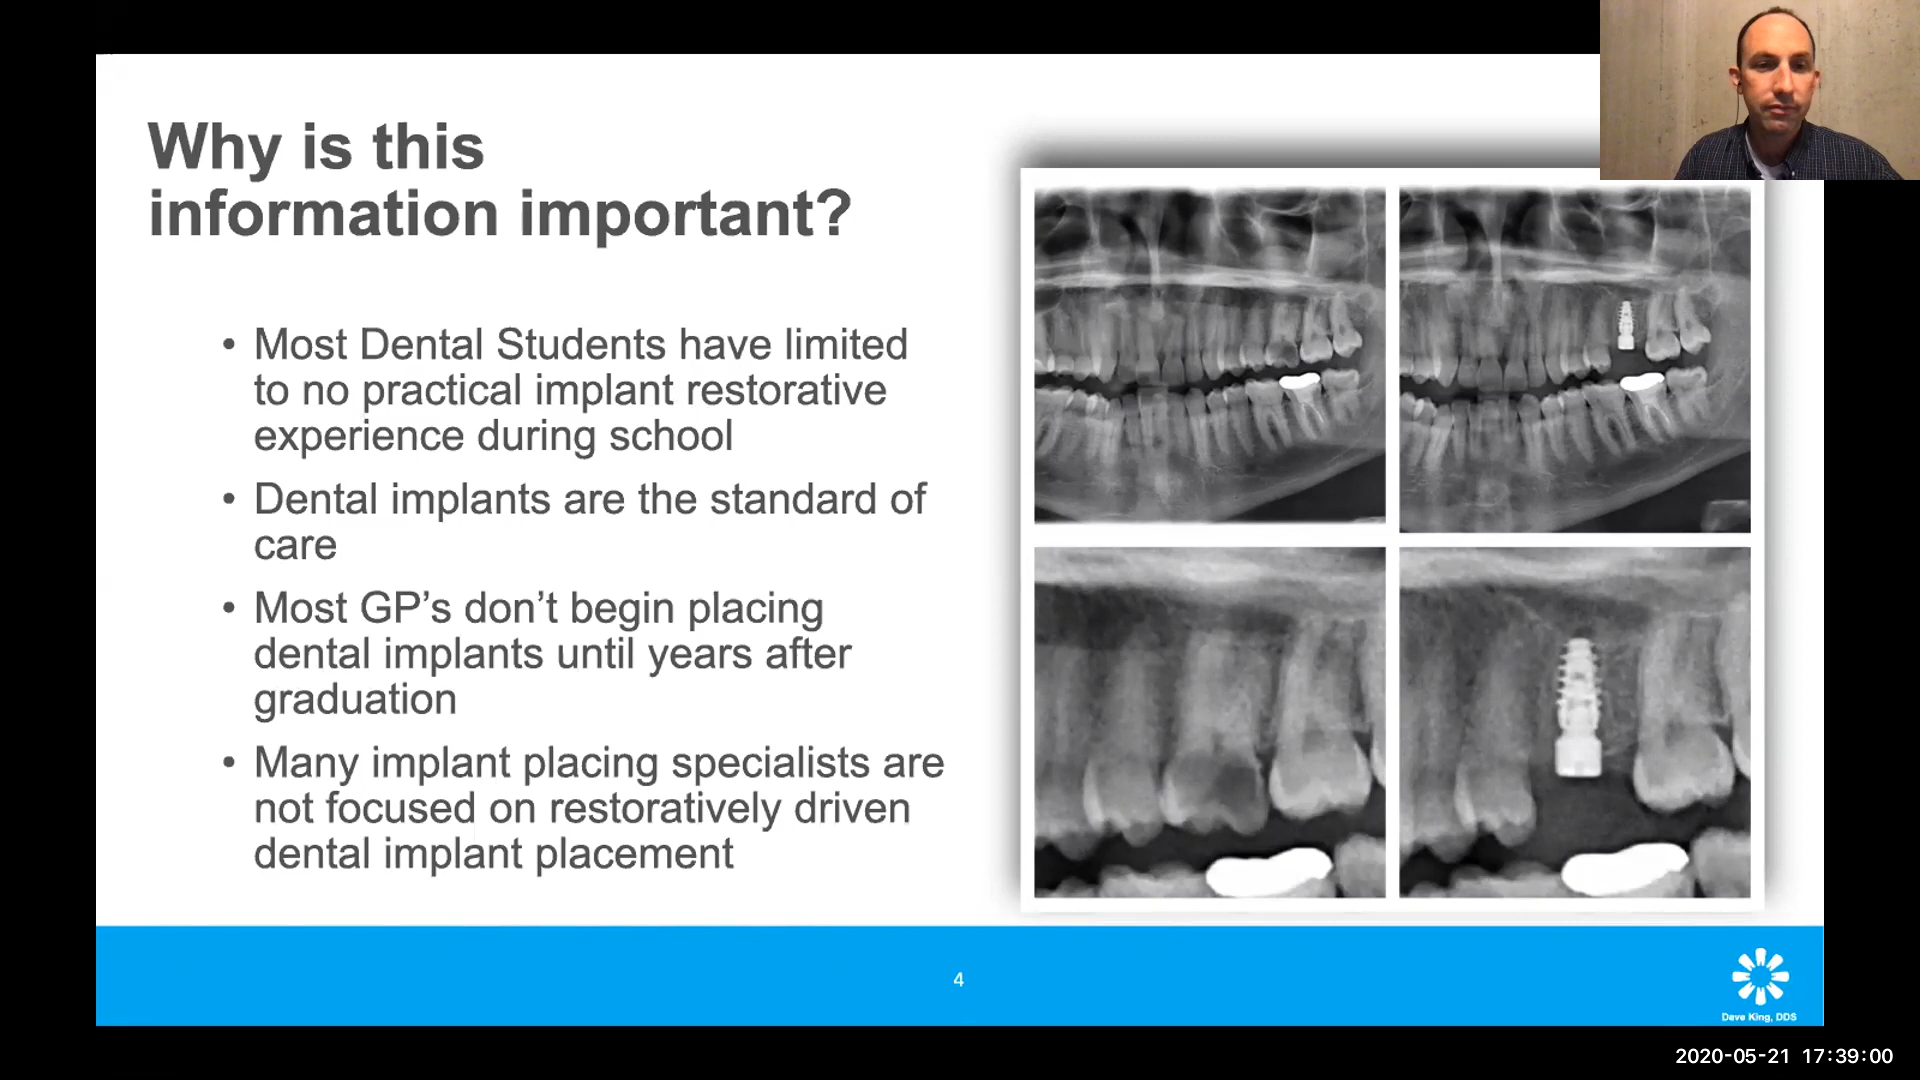 Why is this
information important?
• Most Dental Students have limited
to no practical implant restorative
experience during school
• Dental implants are the standard of
care
• Most GP’s don’t begin placing
dental implants until years after
graduation
• Many implant placing specialists are
not focused on restoratively driven
dental implant placement
4
Dave King, DDS
2020-05-21 17:39:00